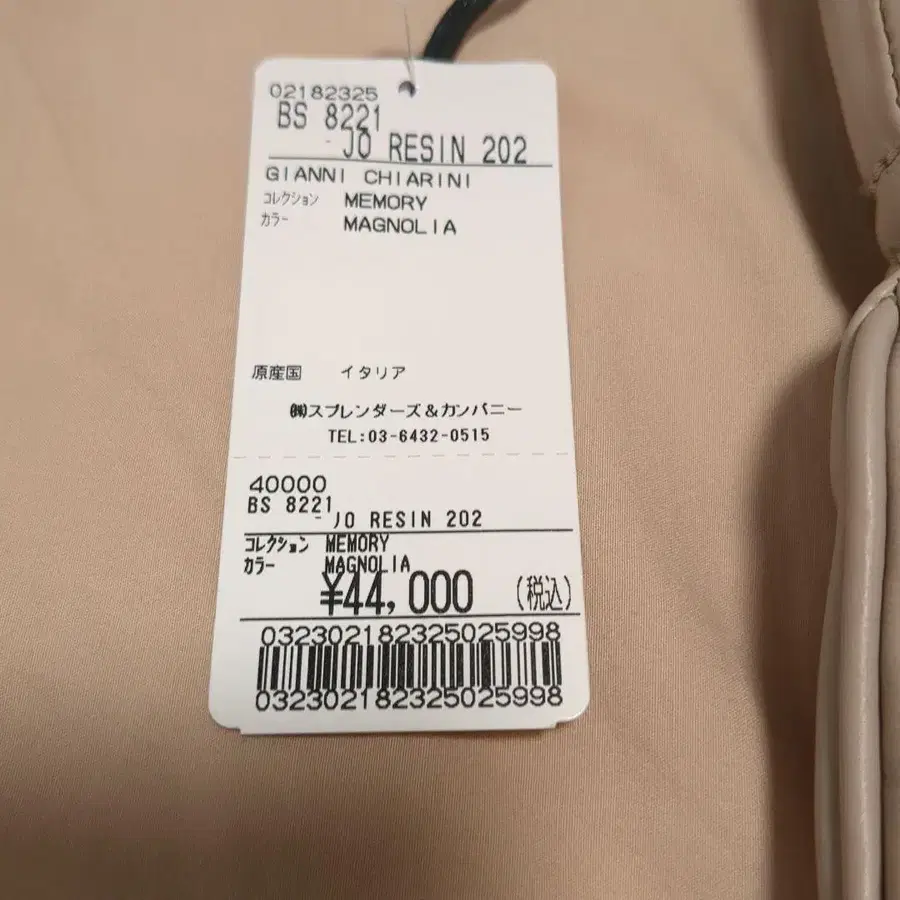 02182325
BS 8221
- JO RESIN 202
GIANNI CHIARINI
コレクション MEMORY
カラー MAGNOLIA
原産国 イタリア
㈱スプレンダーズ&カンパニー
TEL:03-6432-0515
40000
BS 8221
- JO RESIN 202
コレクション MEMORY
カラー MAGNOLIA
¥44,000 (税込)
032302182325025998
032302182325025998